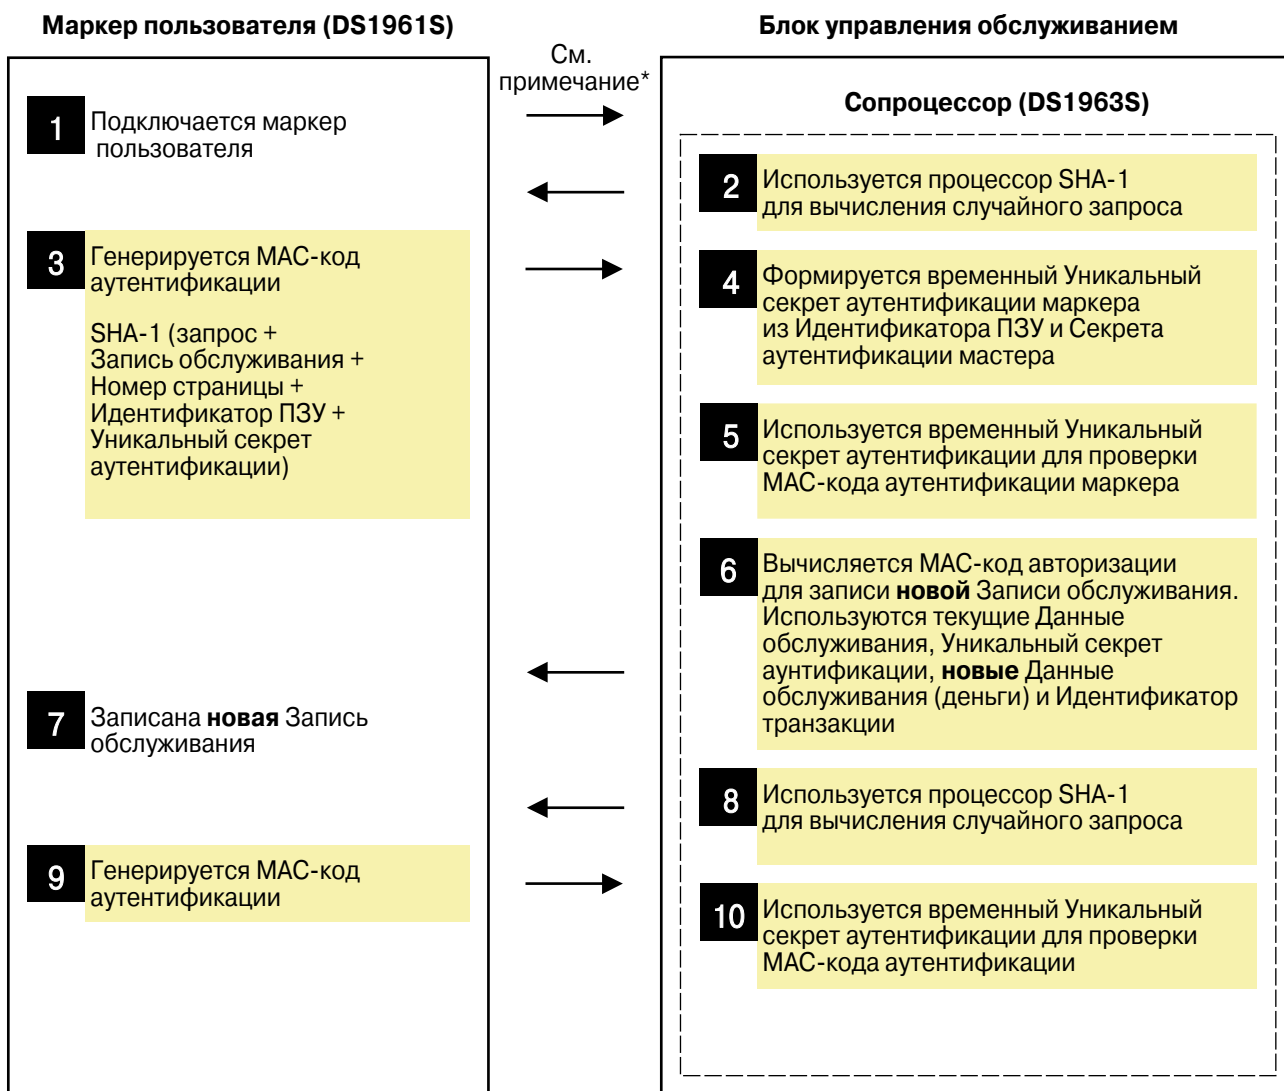 Маркер пользователя (DS1961S)
Блок управления обслуживанием
См.
примечание*
Сопроцессор (DS1963S)
1
Подключается маркер
пользователя
2
Используется процессор SHA-1
для вычисления случайного запроса
3
Генерируется MAC-код
аутентификации
SHA-1 (запрос +
Запись обслуживания +
Номер страницы +
Идентификатор ПЗУ +
Уникальный секрет
аутентификации)
4
Формируется временный Уникальный
секрет аутентификации маркера
из Идентификатора ПЗУ и Секрета
аутентификации мастера
5
Используется временный Уникальный
секрет аутентификации для проверки
MAC-кода аутентификации маркера
6
Вычисляется MAC-код авторизации
для записи новой Записи обслуживания.
Используются текущие Данные
обслуживания, Уникальный секрет
аунтификации, новые Данные
обслуживания (деньги) и Идентификатор
транзакции
7
Записана новая Запись
обслуживания
8
Используется процессор SHA-1
для вычисления случайного запроса
9
Генерируется MAC-код
аутентификации
10
Используется временный Уникальный
секрет аутентификации для проверки
MAC-кода аутентификации